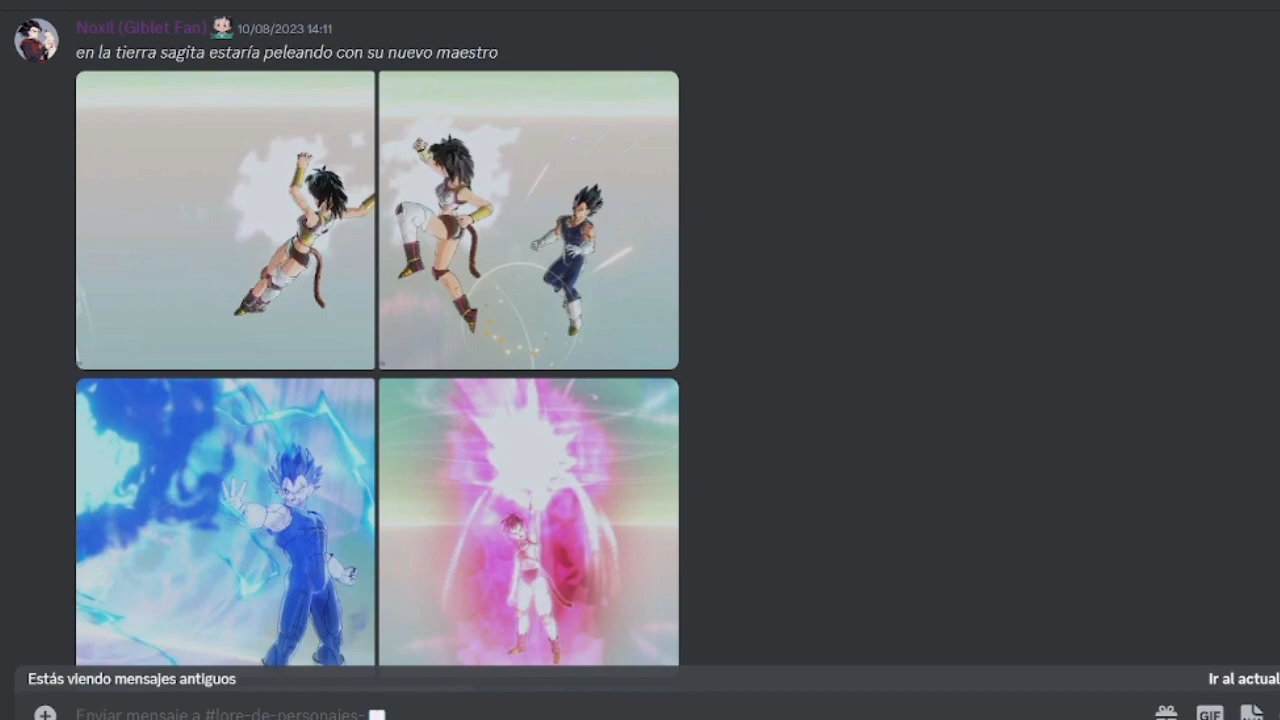 Noxil (Giblet Fan) 10/08/2023 14:11
en la tierra sagita estaría peleando con su nuevo maestro
Estás viendo mensajes antiguos
Ir al actual
Enviar mensaje a #lore-de-personajes-
GIF